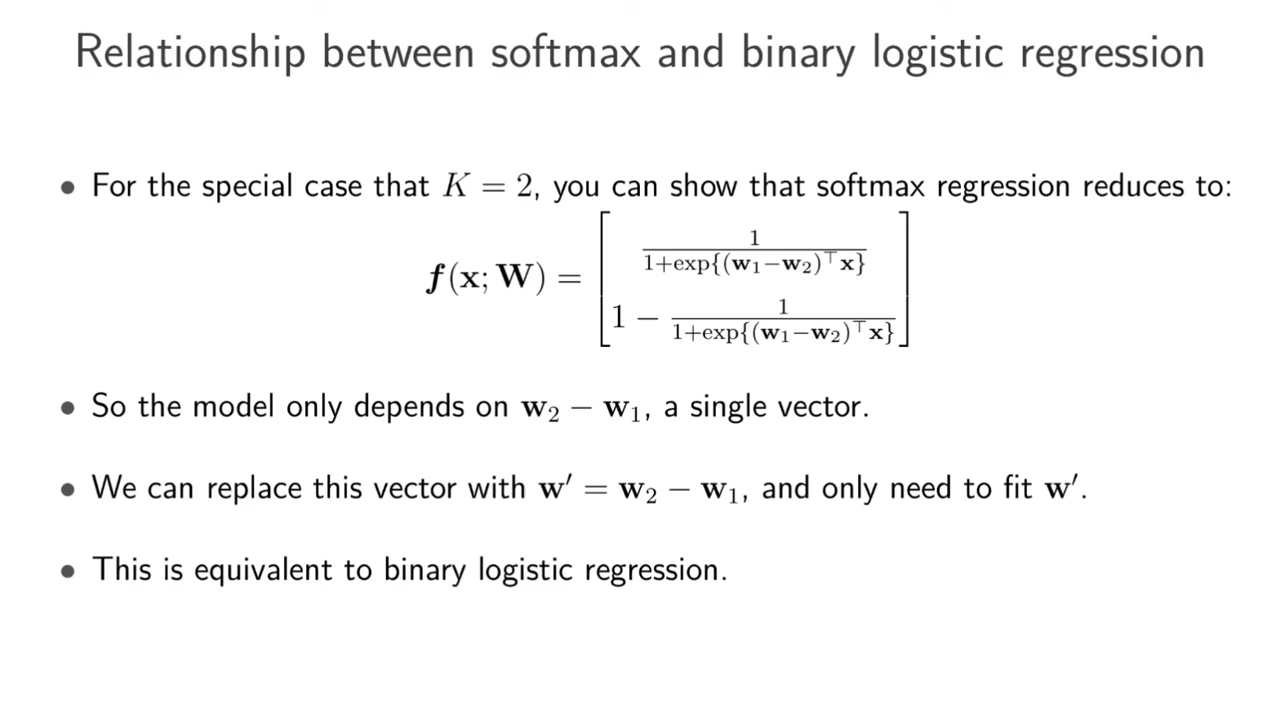 Relationship between softmax and binary logistic regression
• For the special case that K = 2, you can show that softmax regression reduces to:
f(x; W) = [ 1 / (1+exp{(w₁−w₂)⊤x}) ; 1 − 1 / (1+exp{(w₁−w₂)⊤x}) ]
• So the model only depends on w₂ − w₁, a single vector.
• We can replace this vector with w′ = w₂ − w₁, and only need to fit w′.
• This is equivalent to binary logistic regression.